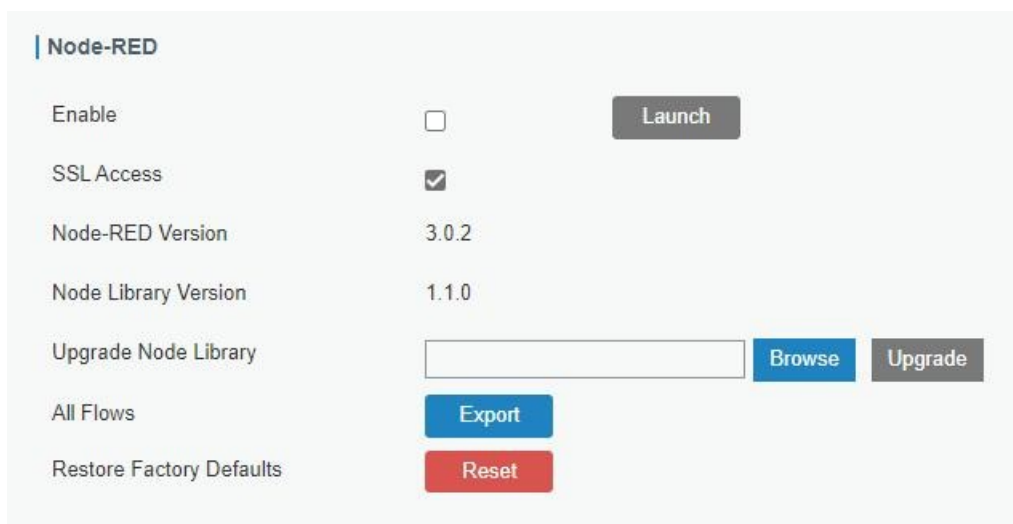 Node-RED
Enable Launch
SSL Access
Node-RED Version 3.0.2
Node Library Version 1.1.0
Upgrade Node Library Browse Upgrade
All Flows Export
Restore Factory Defaults Reset